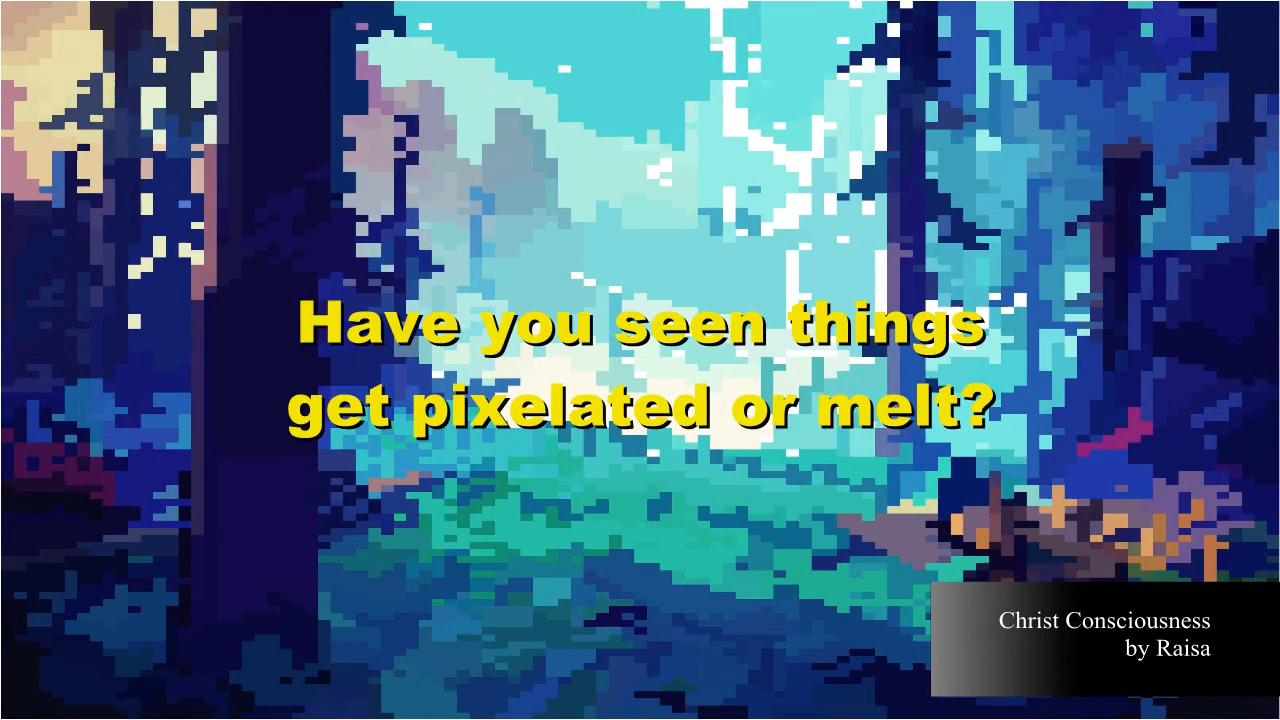 Have you seen things
get pixelated or melt?
Christ Consciousness
by Raisa